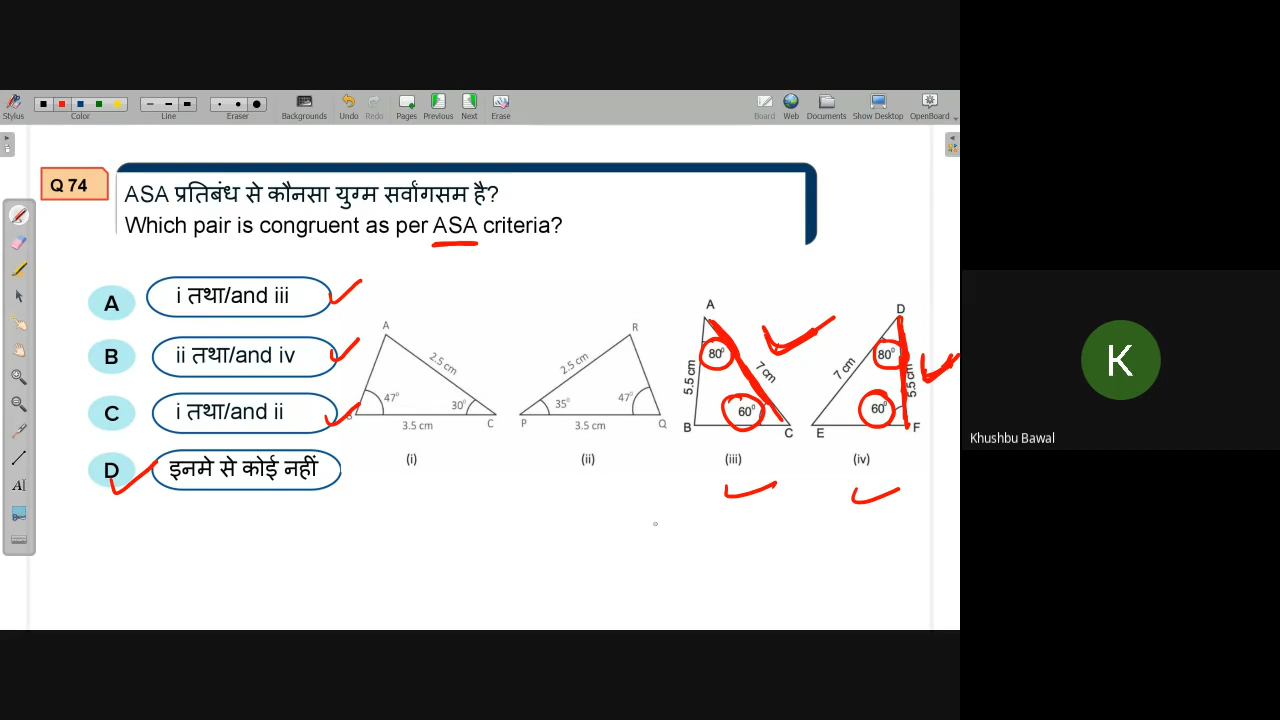 Stylus
Color
Line
Eraser
Backgrounds
Undo
Redo
Pages
Previous
Next
Erase
Board
Web
Documents
Show Desktop
OpenBoard
Q 74
ASA प्रतिबंध से कौनसा युग्म सर्वांगसम है?
Which pair is congruent as per ASA criteria?
A
i तथा/and iii
B
ii तथा/and iv
C
i तथा/and ii
D
इनमे से कोई नहीं
A
2.5 cm
47°
30°
B
3.5 cm
C
(i)
R
2.5 cm
35°
47°
P
3.5 cm
Q
(ii)
A
80°
5.5 cm
7 cm
60°
B
C
(iii)
D
80°
7 cm
5.5 cm
60°
E
F
(iv)
K
Khushbu Bawal